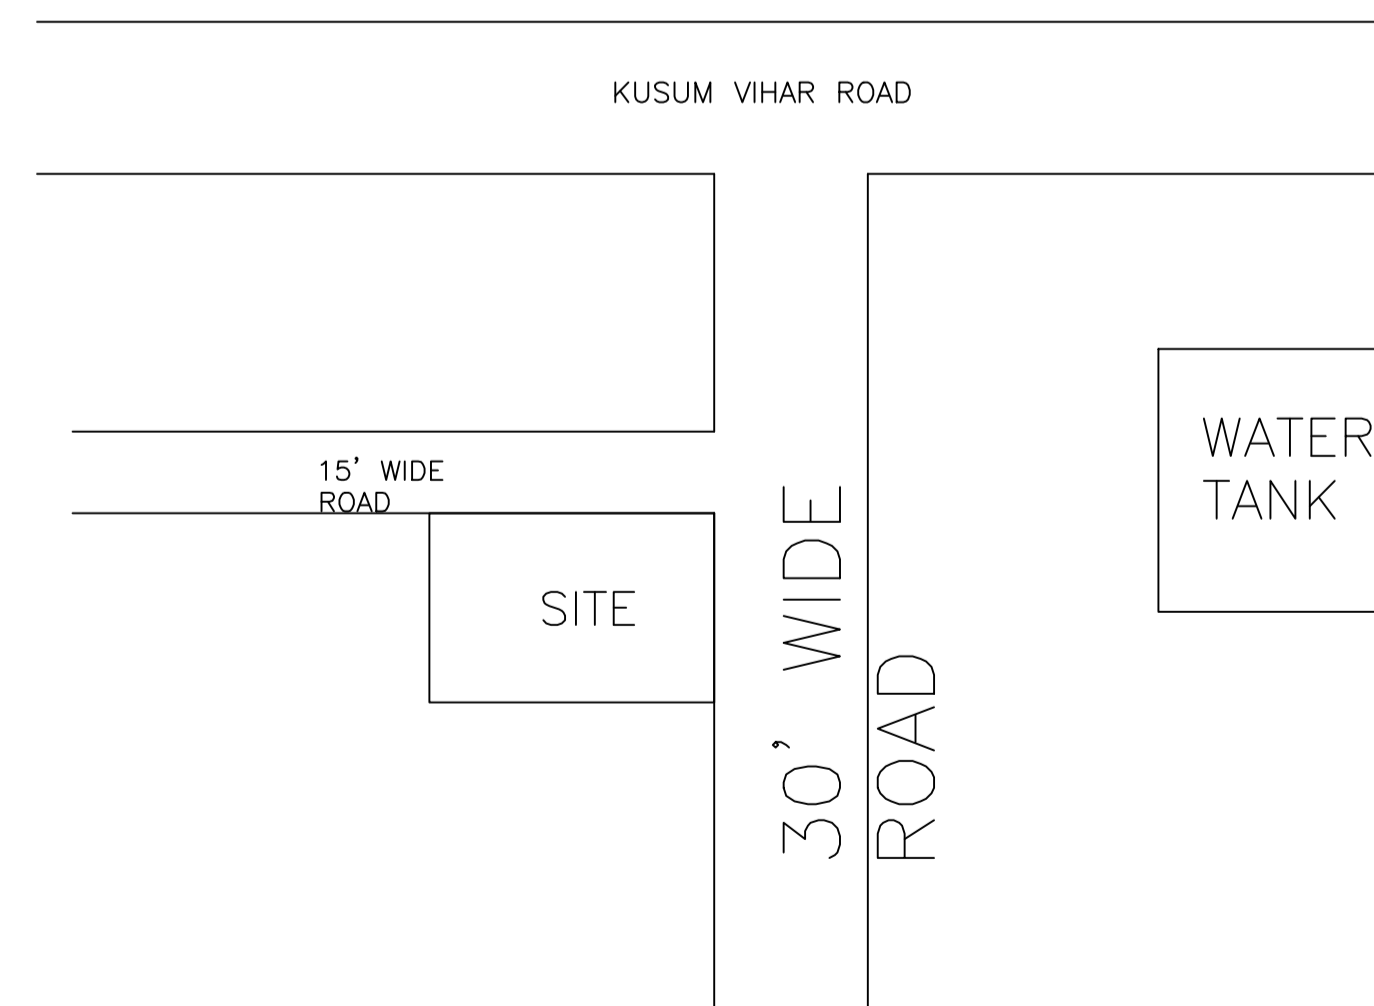 KUSUM VIHAR ROAD
15' WIDE
ROAD
SITE
30' WIDE
ROAD
WATER
TANK